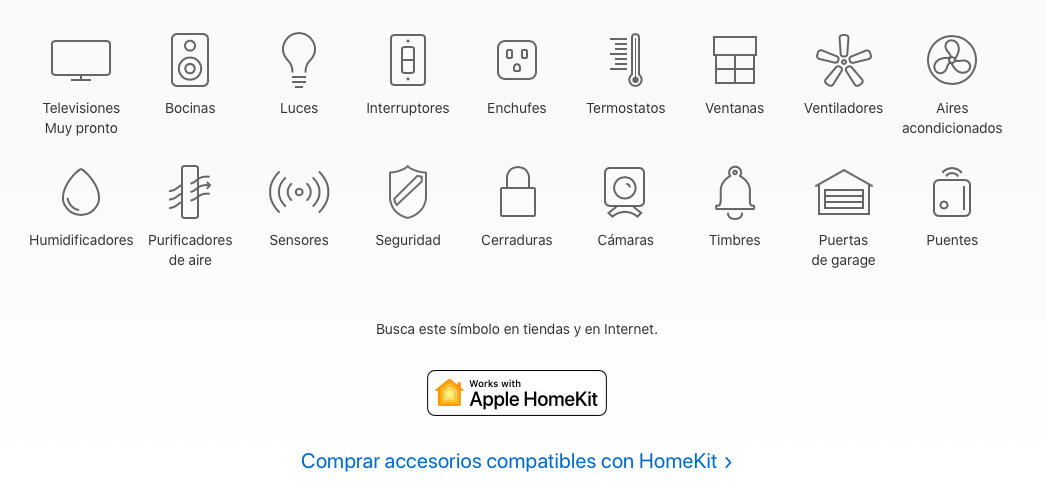 Televisiones
Muy pronto
Bocinas
Luces
Interruptores
Enchufes
Termostatos
Ventanas
Ventiladores
Aires
acondicionados
Humidificadores
Purificadores
de aire
Sensores
Seguridad
Cerraduras
Cámaras
Timbres
Puertas
de garage
Puentes
Busca este símbolo en tiendas y en Internet.
Works with
Apple HomeKit
Comprar accesorios compatibles con HomeKit ›